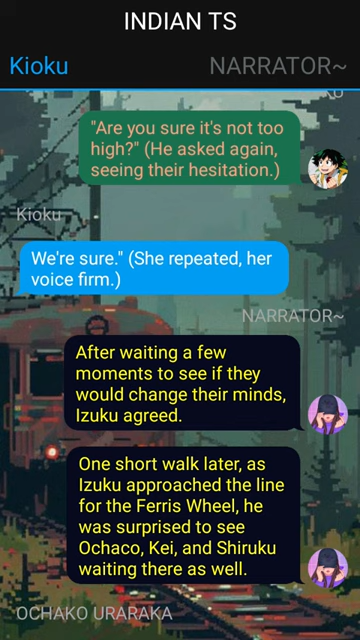 INDIAN TS
Kioku
NARRATOR~
"Are you sure it's not too
high?" (He asked again,
seeing their hesitation.)
Kioku
We're sure." (She repeated, her
voice firm.)
NARRATOR~
After waiting a few
moments to see if they
would change their minds,
Izuku agreed.
One short walk later, as
Izuku approached the line
for the Ferris Wheel, he
was surprised to see
Ochaco, Kei, and Shiruku
waiting there as well.
OCHAKO URARAKA